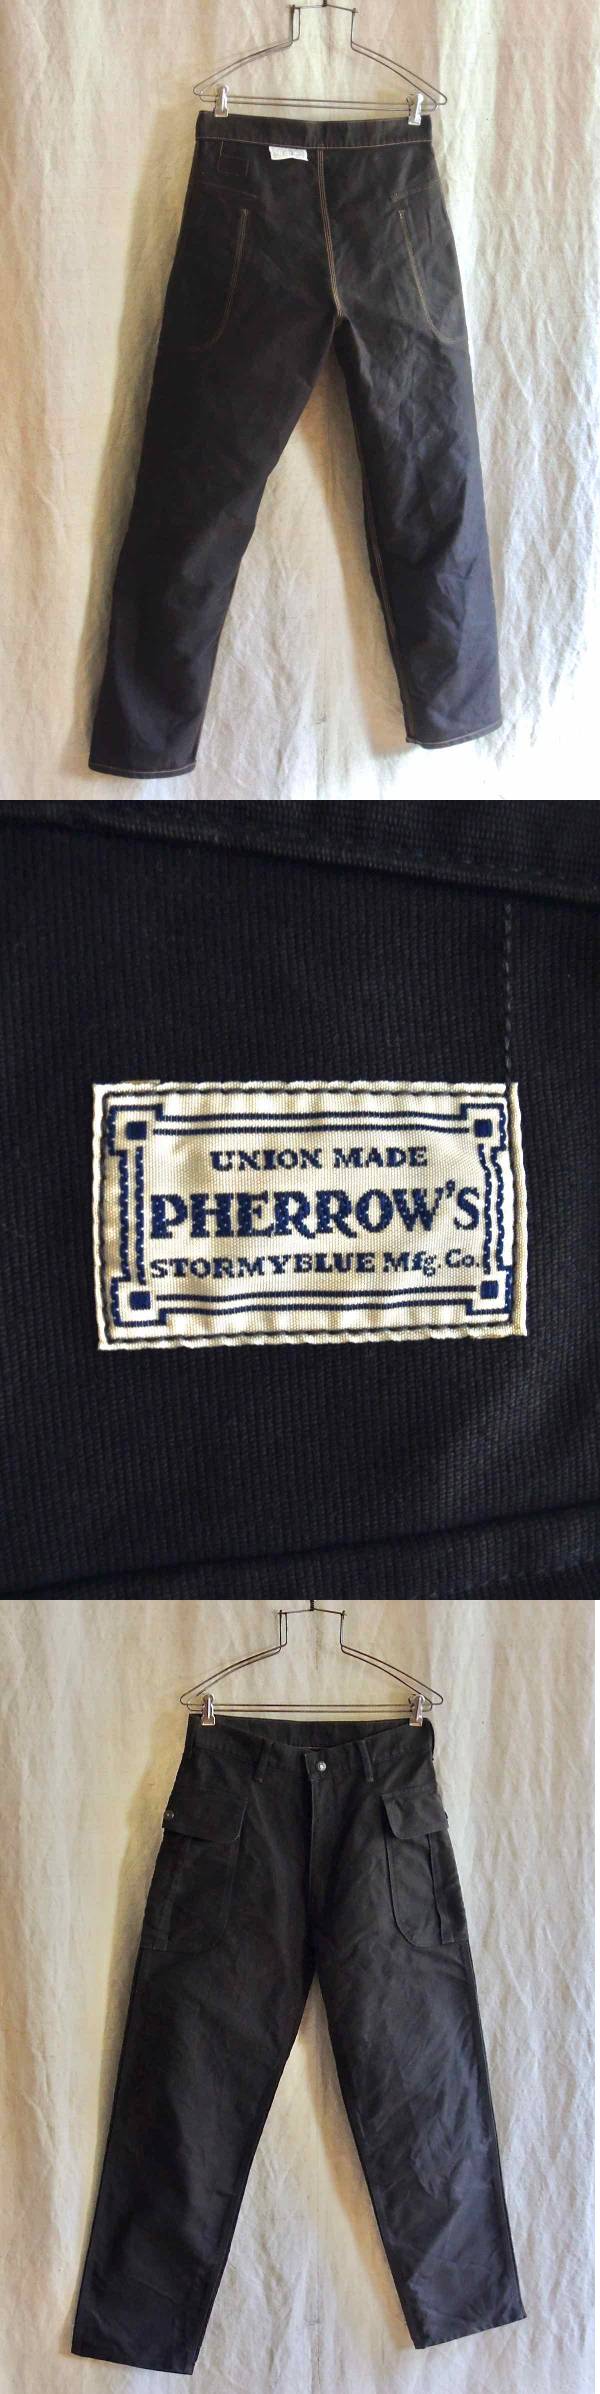 UNION MADE
PHERROW'S
STORMYBLUE Mfg. Co.